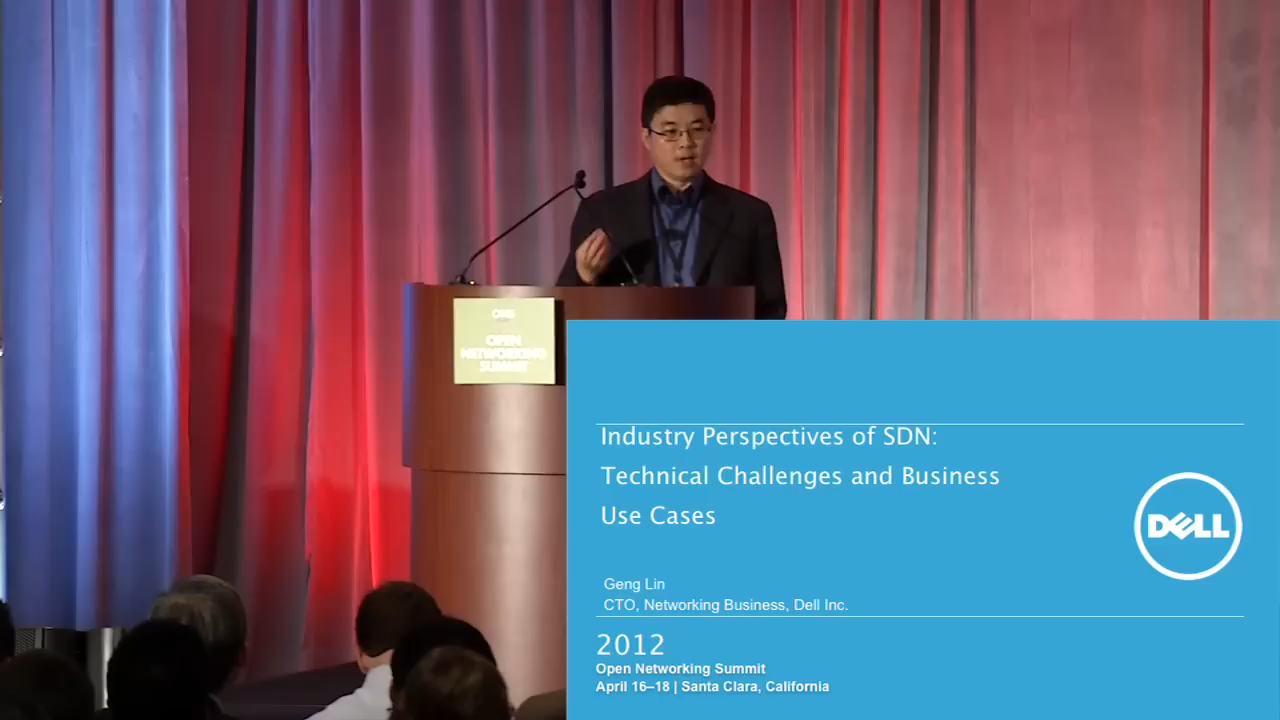 OPEN
NETWORKING
SUMMIT
Industry Perspectives of SDN:
Technical Challenges and Business
Use Cases
DELL
Geng Lin
CTO, Networking Business, Dell Inc.
2012
Open Networking Summit
April 16–18 | Santa Clara, California